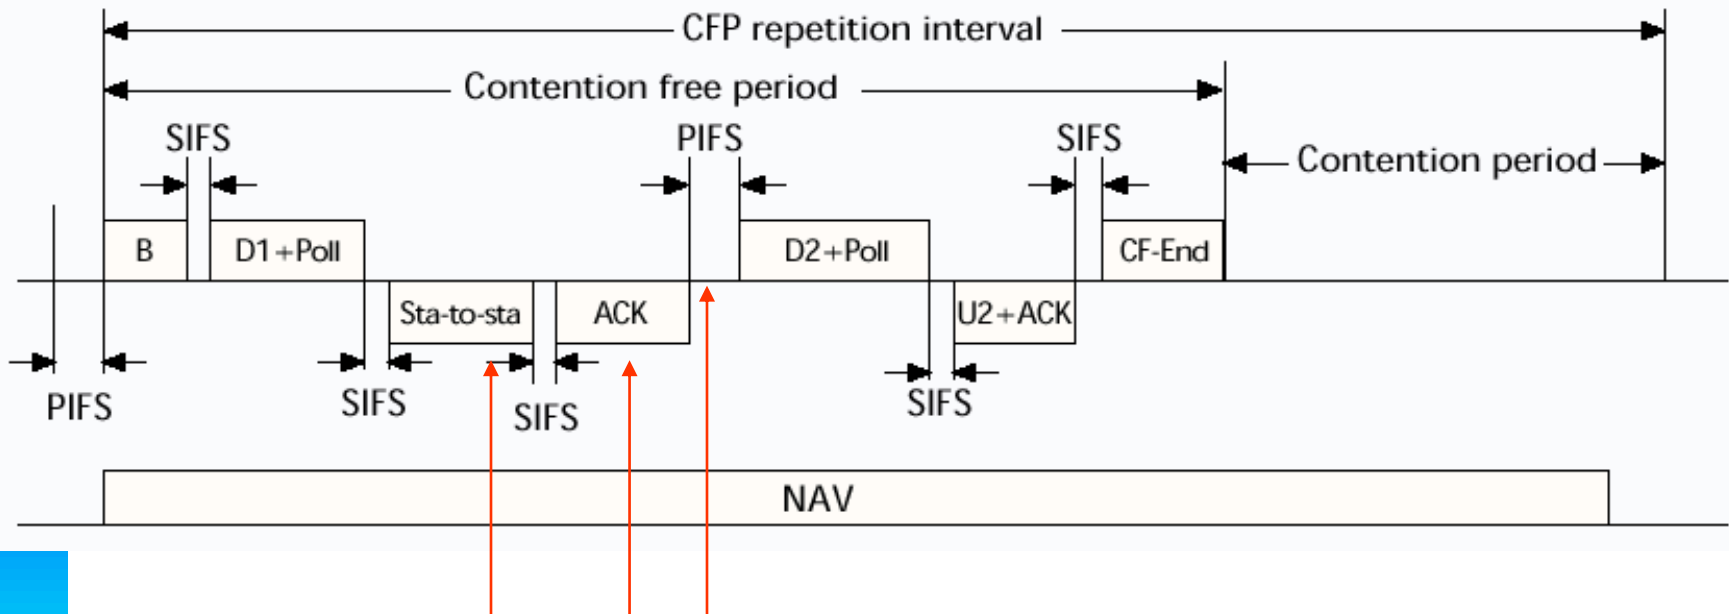 CFP repetition interval
Contention free period
SIFS
PIFS
SIFS
Contention period
B
D1+Poll
D2+Poll
CF-End
Sta-to-sta
ACK
U2+ACK
PIFS
SIFS
SIFS
SIFS
NAV